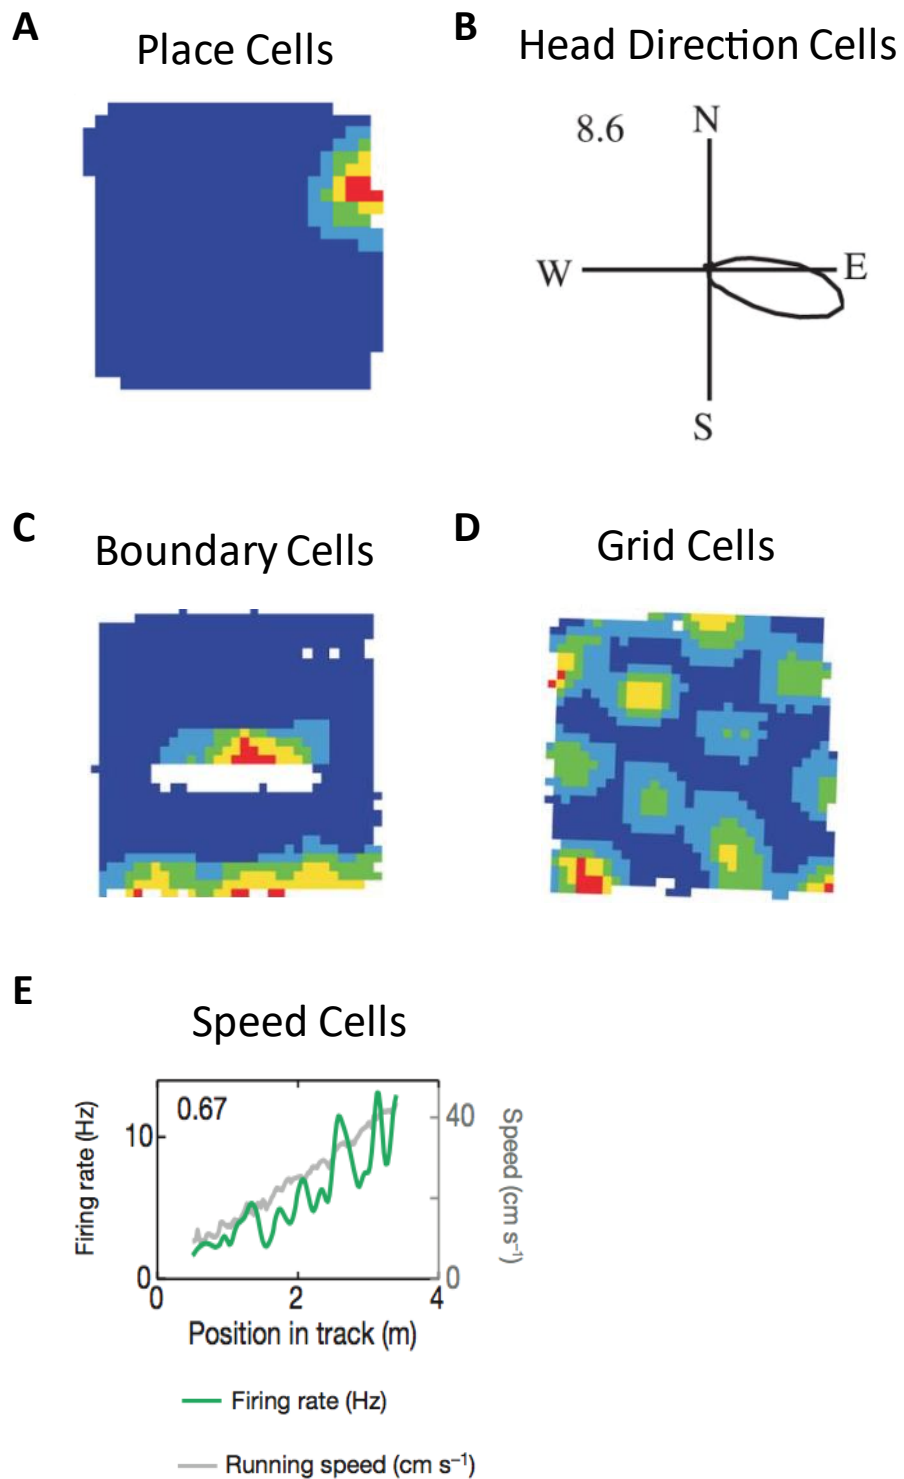 A
Place Cells
B
Head Direction Cells
8.6
N
W
E
S
C
Boundary Cells
D
Grid Cells
E
Speed Cells
0.67
10
0
40
0
0
2
4
Firing rate (Hz)
Speed (cm s⁻¹)
Position in track (m)
Firing rate (Hz)
Running speed (cm s⁻¹)